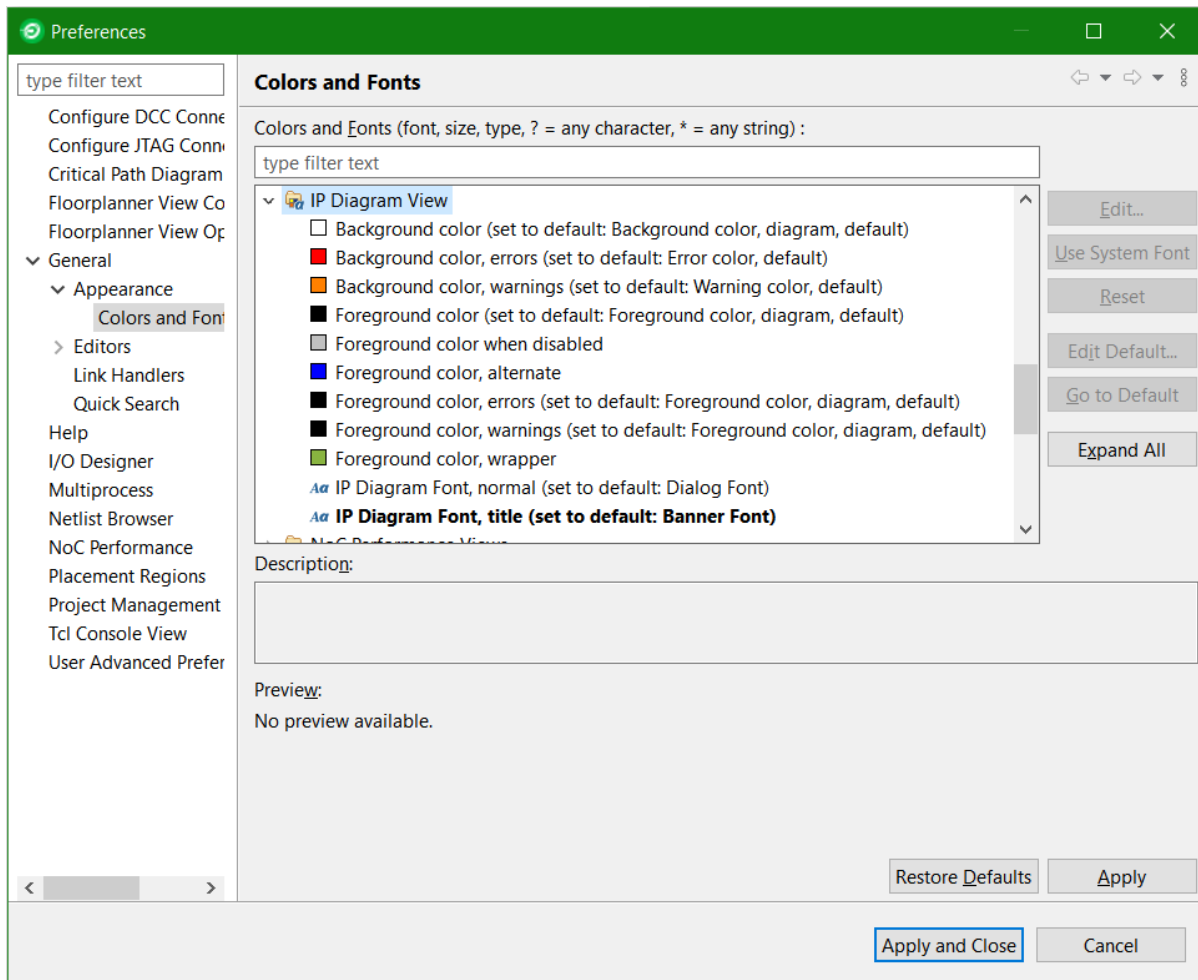 Preferences
type filter text
Configure DCC Conne
Configure JTAG Conn
Critical Path Diagram
Floorplanner View Co
Floorplanner View Op
General
Appearance
Colors and Font
Editors
Link Handlers
Quick Search
Help
I/O Designer
Multiprocess
Netlist Browser
NoC Performance
Placement Regions
Project Management
Tcl Console View
User Advanced Prefer
Colors and Fonts
Colors and Fonts (font, size, type, ? = any character, * = any string) :
type filter text
IP Diagram View
Background color (set to default: Background color, diagram, default)
Background color, errors (set to default: Error color, default)
Background color, warnings (set to default: Warning color, default)
Foreground color (set to default: Foreground color, diagram, default)
Foreground color when disabled
Foreground color, alternate
Foreground color, errors (set to default: Foreground color, diagram, default)
Foreground color, warnings (set to default: Foreground color, diagram, default)
Foreground color, wrapper
Aa IP Diagram Font, normal (set to default: Dialog Font)
Aa IP Diagram Font, title (set to default: Banner Font)
NoC Performance Views
Edit...
Use System Font
Reset
Edit Default...
Go to Default
Expand All
Description:
Preview:
No preview available.
Restore Defaults
Apply
Apply and Close
Cancel